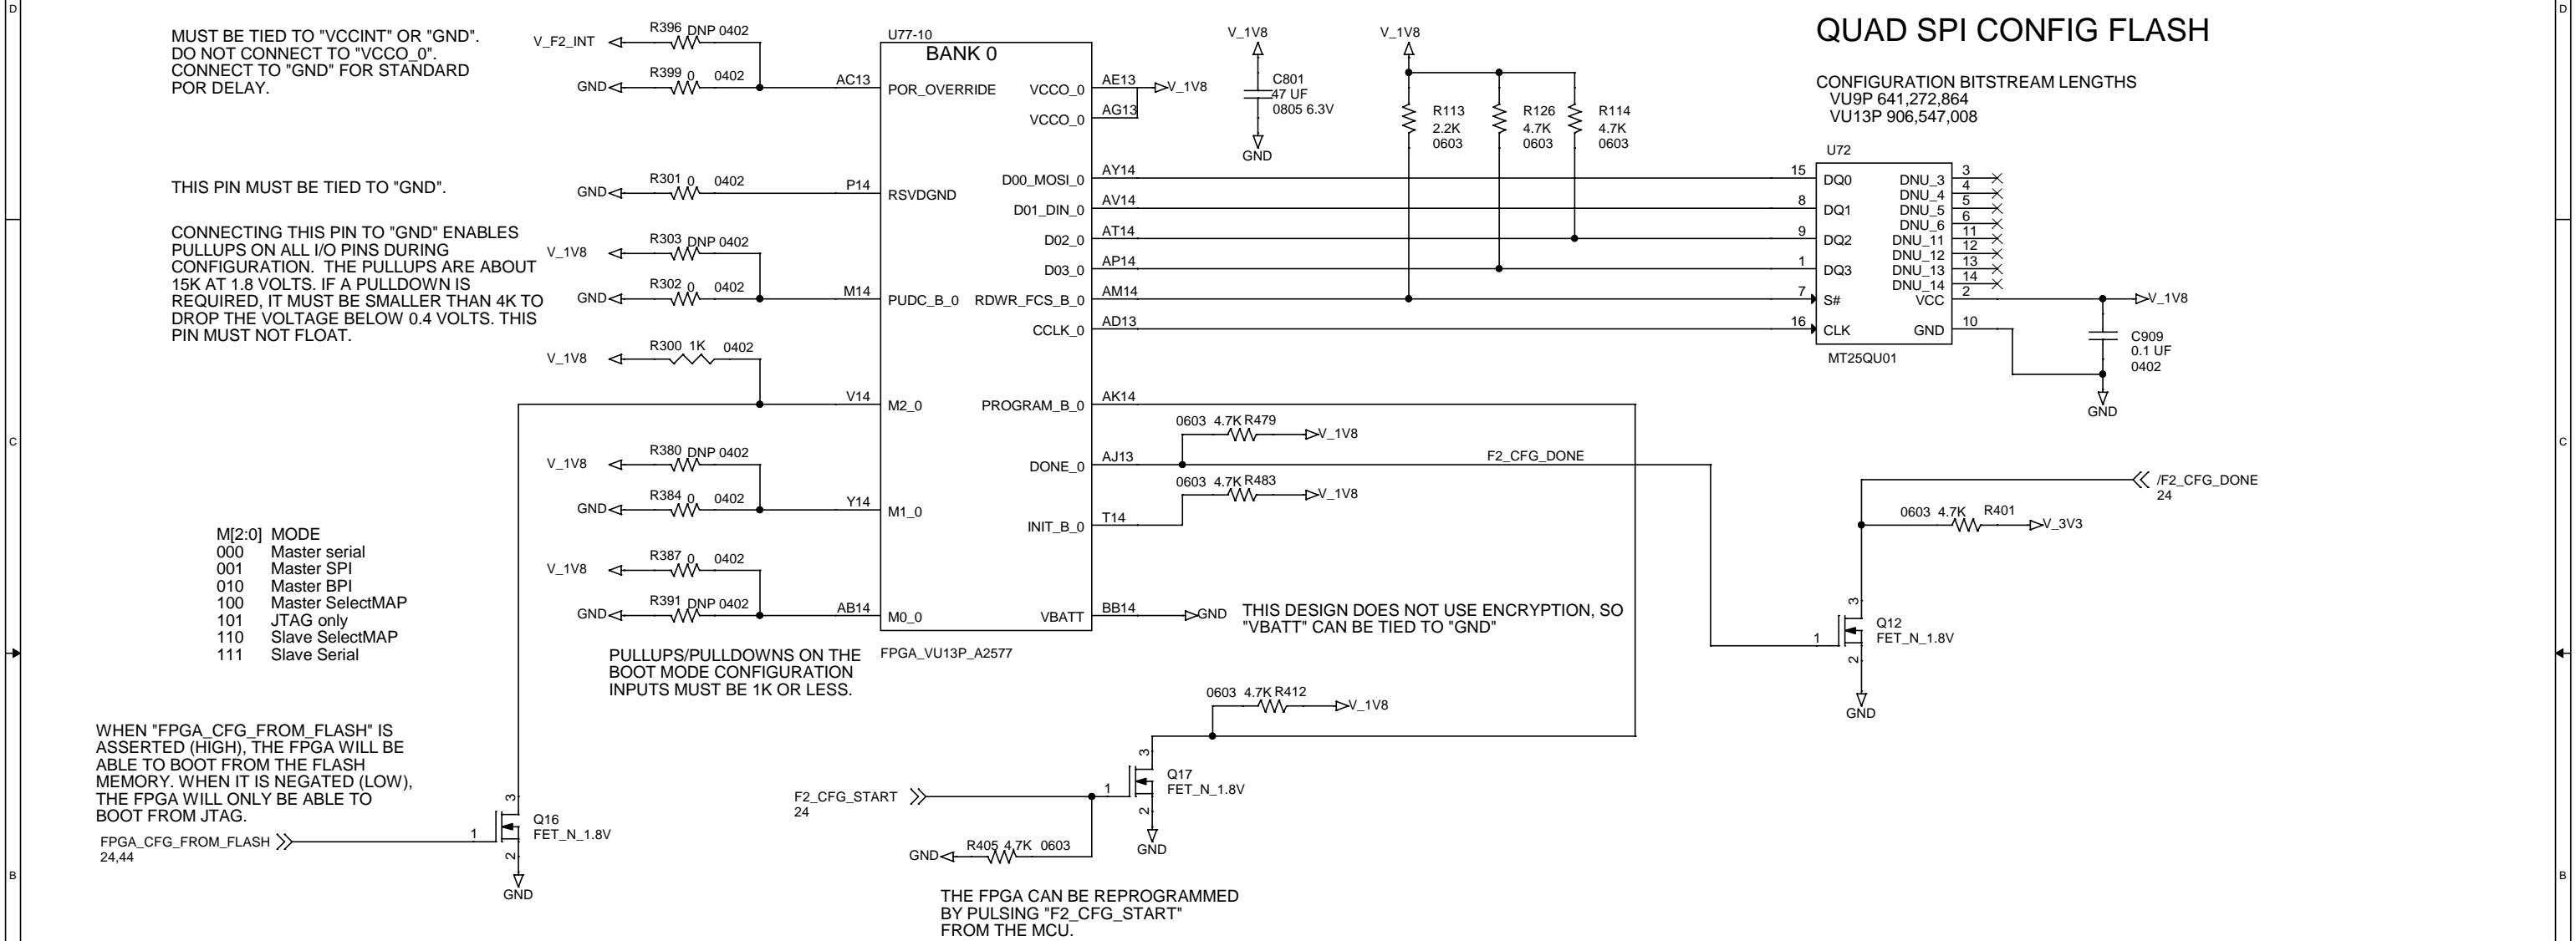 D
D
QUAD SPI CONFIG FLASH
MUST BE TIED TO "VCCINT" OR "GND".
DO NOT CONNECT TO "VCCO_0".
CONNECT TO "GND" FOR STANDARD
POR DELAY.
V_F2_INT
R396 DNP 0402
GND
R399 0 0402
AC13
U77-10
BANK 0
POR_OVERRIDE
VCCO_0
AE13
V_1V8
VCCO_0
AG13
V_1V8
C801
47 UF
0805 6.3V
GND
V_1V8
R113
2.2K
0603
R126
4.7K
0603
R114
4.7K
0603
CONFIGURATION BITSTREAM LENGTHS
VU9P 641,272,864
VU13P 906,547,008
THIS PIN MUST BE TIED TO "GND".
GND
R301 0 0402
P14
RSVDGND
D00_MOSI_0
AY14
D01_DIN_0
AV14
D02_0
AT14
D03_0
AP14
RDWR_FCS_B_0
AM14
CCLK_0
AD13
U72
15
DQ0
8
DQ1
9
DQ2
1
DQ3
7
S#
16
CLK
DNU_3
3
DNU_4
4
DNU_5
5
DNU_6
6
DNU_11
11
DNU_12
12
DNU_13
13
DNU_14
14
VCC
2
V_1V8
GND
10
MT25QU01
C909
0.1 UF
0402
GND
CONNECTING THIS PIN TO "GND" ENABLES
PULLUPS ON ALL I/O PINS DURING
CONFIGURATION. THE PULLUPS ARE ABOUT
15K AT 1.8 VOLTS. IF A PULLDOWN IS
REQUIRED, IT MUST BE SMALLER THAN 4K TO
DROP THE VOLTAGE BELOW 0.4 VOLTS. THIS
PIN MUST NOT FLOAT.
V_1V8
R303 DNP 0402
GND
R302 0 0402
M14
PUDC_B_0
V_1V8
R300 1K 0402
V14
M2_0
PROGRAM_B_0
AK14
C
C
0603 4.7K R479
V_1V8
V_1V8
R380 DNP 0402
DONE_0
AJ13
F2_CFG_DONE
GND
R384 0 0402
Y14
M1_0
0603 4.7K R483
V_1V8
INIT_B_0
T14
/F2_CFG_DONE
24
0603 4.7K R401
V_3V3
M[2:0] MODE
000 Master serial
001 Master SPI
010 Master BPI
100 Master SelectMAP
101 JTAG only
110 Slave SelectMAP
111 Slave Serial
V_1V8
R387 0 0402
GND
R391 DNP 0402
AB14
M0_0
VBATT
BB14
GND
THIS DESIGN DOES NOT USE ENCRYPTION, SO
"VBATT" CAN BE TIED TO "GND"
FPGA_VU13P_A2577
PULLUPS/PULLDOWNS ON THE
BOOT MODE CONFIGURATION
INPUTS MUST BE 1K OR LESS.
3
1
Q12
FET_N_1.8V
2
GND
0603 4.7K R412
V_1V8
WHEN "FPGA_CFG_FROM_FLASH" IS
ASSERTED (HIGH), THE FPGA WILL BE
ABLE TO BOOT FROM THE FLASH
MEMORY. WHEN IT IS NEGATED (LOW),
THE FPGA WILL ONLY BE ABLE TO
BOOT FROM JTAG.
FPGA_CFG_FROM_FLASH
24,44
3
1
Q16
FET_N_1.8V
2
GND
F2_CFG_START
24
3
1
Q17
FET_N_1.8V
2
GND
GND
R405 4.7K 0603
B
B
THE FPGA CAN BE REPROGRAMMED
BY PULSING "F2_CFG_START"
FROM THE MCU.